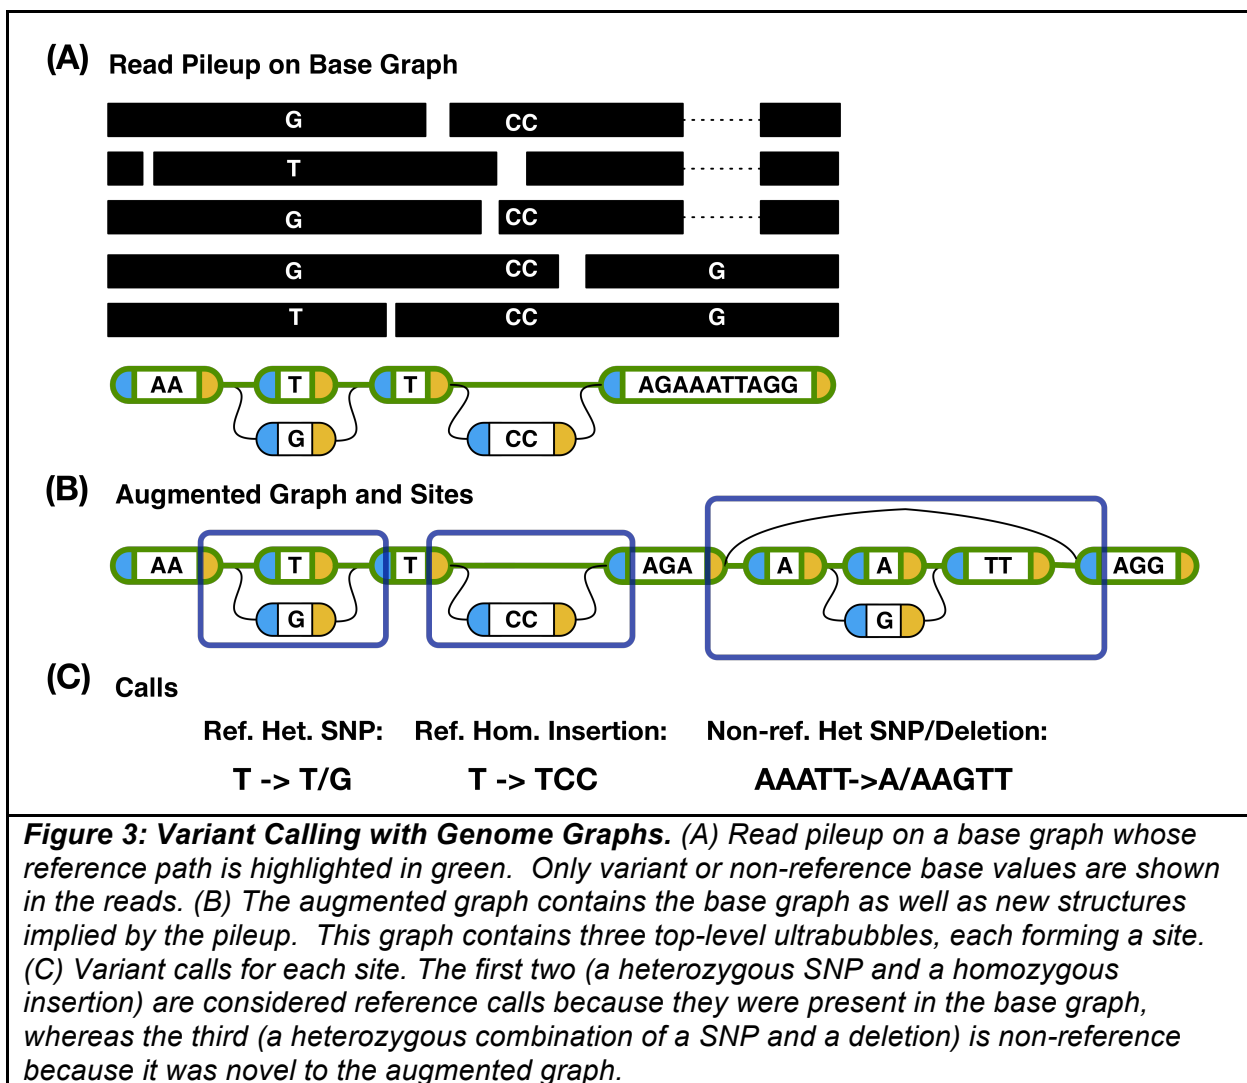 (A) Read Pileup on Base Graph
G CC
T
G CC
G CC G
T CC G
AA T T AGAAATTAGG
G CC
(B) Augmented Graph and Sites
AA T T AGA A A TT AGG
G CC G
(C) Calls
Ref. Het. SNP: Ref. Hom. Insertion: Non-ref. Het SNP/Deletion:
T -> T/G T -> TCC AAATT->A/AAGTT
Figure 3: Variant Calling with Genome Graphs. (A) Read pileup on a base graph whose
reference path is highlighted in green. Only variant or non-reference base values are shown
in the reads. (B) The augmented graph contains the base graph as well as new structures
implied by the pileup. This graph contains three top-level ultrabubbles, each forming a site.
(C) Variant calls for each site. The first two (a heterozygous SNP and a homozygous
insertion) are considered reference calls because they were present in the base graph,
whereas the third (a heterozygous combination of a SNP and a deletion) is non-reference
because it was novel to the augmented graph.